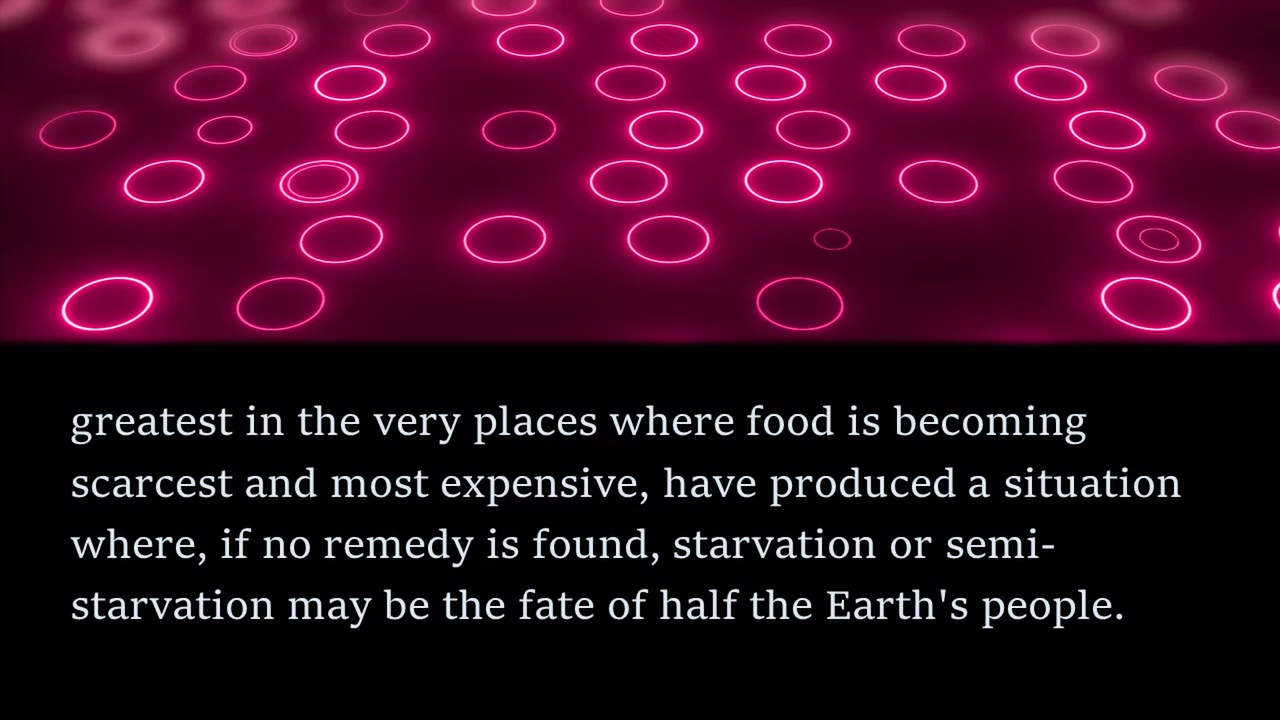 greatest in the very places where food is becoming
scarcest and most expensive, have produced a situation
where, if no remedy is found, starvation or semi-
starvation may be the fate of half the Earth's people.